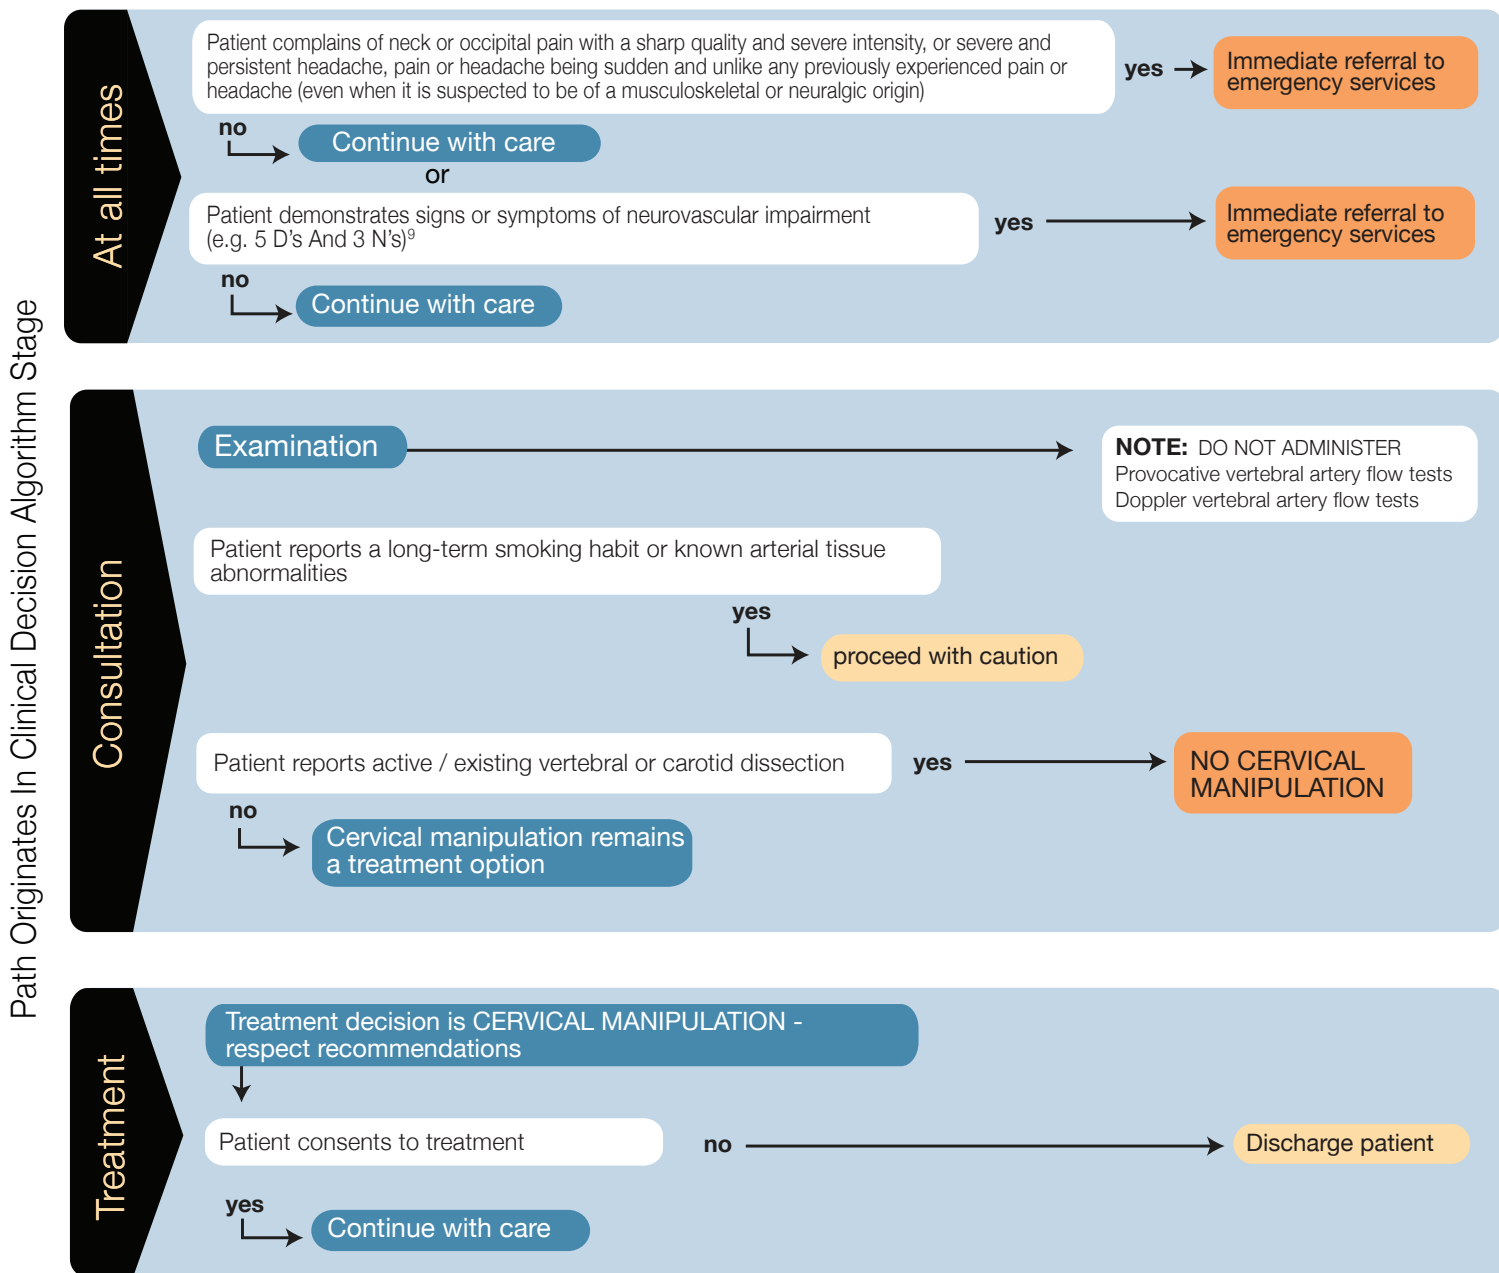 Path Originates In Clinical Decision Algorithm Stage
At all times
Patient complains of neck or occipital pain with a sharp quality and severe intensity, or severe and
persistent headache, pain or headache being sudden and unlike any previously experienced pain or
headache (even when it is suspected to be of a musculoskeletal or neuralgic origin)
yes
Immediate referral to
emergency services
no
Continue with care
or
Patient demonstrates signs or symptoms of neurovascular impairment
(e.g. 5 D's And 3 N's)⁹
yes
Immediate referral to
emergency services
no
Continue with care
Consultation
Examination
NOTE: DO NOT ADMINISTER
Provocative vertebral artery flow tests
Doppler vertebral artery flow tests
Patient reports a long-term smoking habit or known arterial tissue
abnormalities
yes
proceed with caution
Patient reports active / existing vertebral or carotid dissection
yes
NO CERVICAL
MANIPULATION
no
Cervical manipulation remains
a treatment option
Treatment
Treatment decision is CERVICAL MANIPULATION -
respect recommendations
Patient consents to treatment
no
Discharge patient
yes
Continue with care